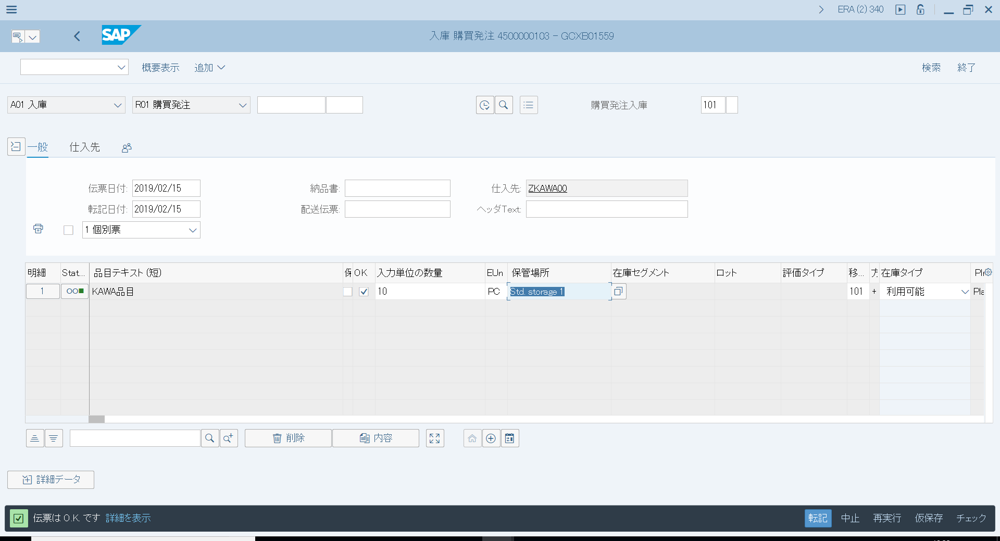 ERA (2) 340
SAP
入庫 購買発注 4500000103 - GCXB01559
概要表示 追加
検索 終了
A01 入庫 R01 購買発注
購買発注入庫 101
一般 仕入先
伝票日付: 2019/02/15 納品書: 仕入先: ZKAWA00
転記日付: 2019/02/15 配送伝票: ヘッダText:
1 個別票
明細 Stat... 品目テキスト (短) 保 OK 入力単位の数量 EUn 保管場所 在庫セグメント ロット 評価タイプ 移... 在庫タイプ
1 KAWA品目 10 PC Std. storage 1 101 + 利用可能 Pla
削除 内容
詳細データ
伝票は O.K. です 詳細を表示
転記 中止 再実行 仮保存 チェック